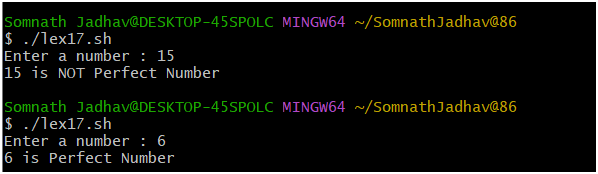 Somnath Jadhav@DESKTOP-45SPOLC MINGW64 ~/SomnathJadhav@86
$ ./lex17.sh
Enter a number : 15
15 is NOT Perfect Number
Somnath Jadhav@DESKTOP-45SPOLC MINGW64 ~/SomnathJadhav@86
$ ./lex17.sh
Enter a number : 6
6 is Perfect Number